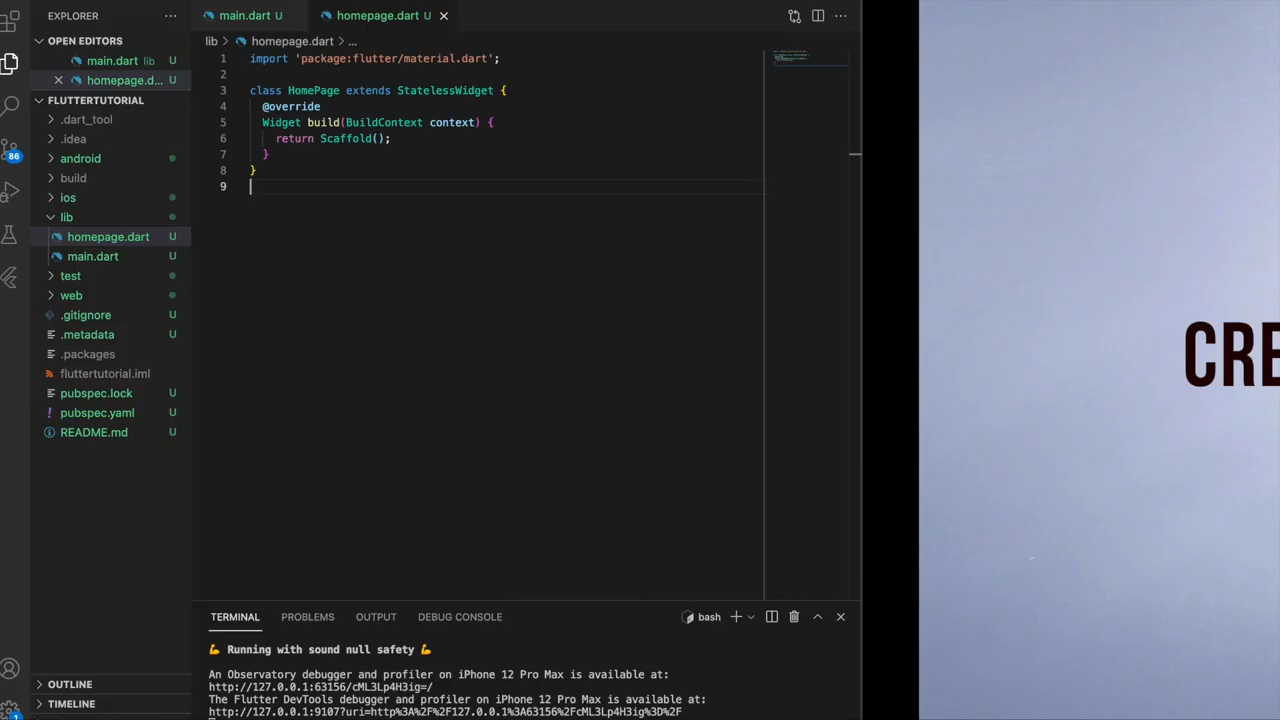 EXPLORER
OPEN EDITORS
main.dart lib U
homepage.d... U
FLUTTERTUTORIAL
.dart_tool
.idea
android
build
ios
lib
homepage.dart U
main.dart U
test
web
.gitignore U
.metadata U
.packages
fluttertutorial.iml
pubspec.lock U
pubspec.yaml U
README.md U
OUTLINE
TIMELINE
86
1
main.dart U
homepage.dart U
lib > homepage.dart > ...
1 import 'package:flutter/material.dart';
2
3 class HomePage extends StatelessWidget {
4 @override
5 Widget build(BuildContext context) {
6 return Scaffold();
7 }
8 }
9
TERMINAL PROBLEMS OUTPUT DEBUG CONSOLE bash
💪 Running with sound null safety 💪
An Observatory debugger and profiler on iPhone 12 Pro Max is available at:
http://127.0.0.1:63156/cML3Lp4H3ig=/
The Flutter DevTools debugger and profiler on iPhone 12 Pro Max is available at:
http://127.0.0.1:9107?uri=http%3A%2F%2F127.0.0.1%3A63156%2FcML3Lp4H3ig%3D%2F
CRE